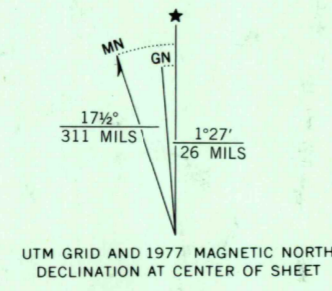 MN
GN
17½°
311 MILS
1°27'
26 MILS
UTM GRID AND 1977 MAGNETIC NORTH
DECLINATION AT CENTER OF SHEET